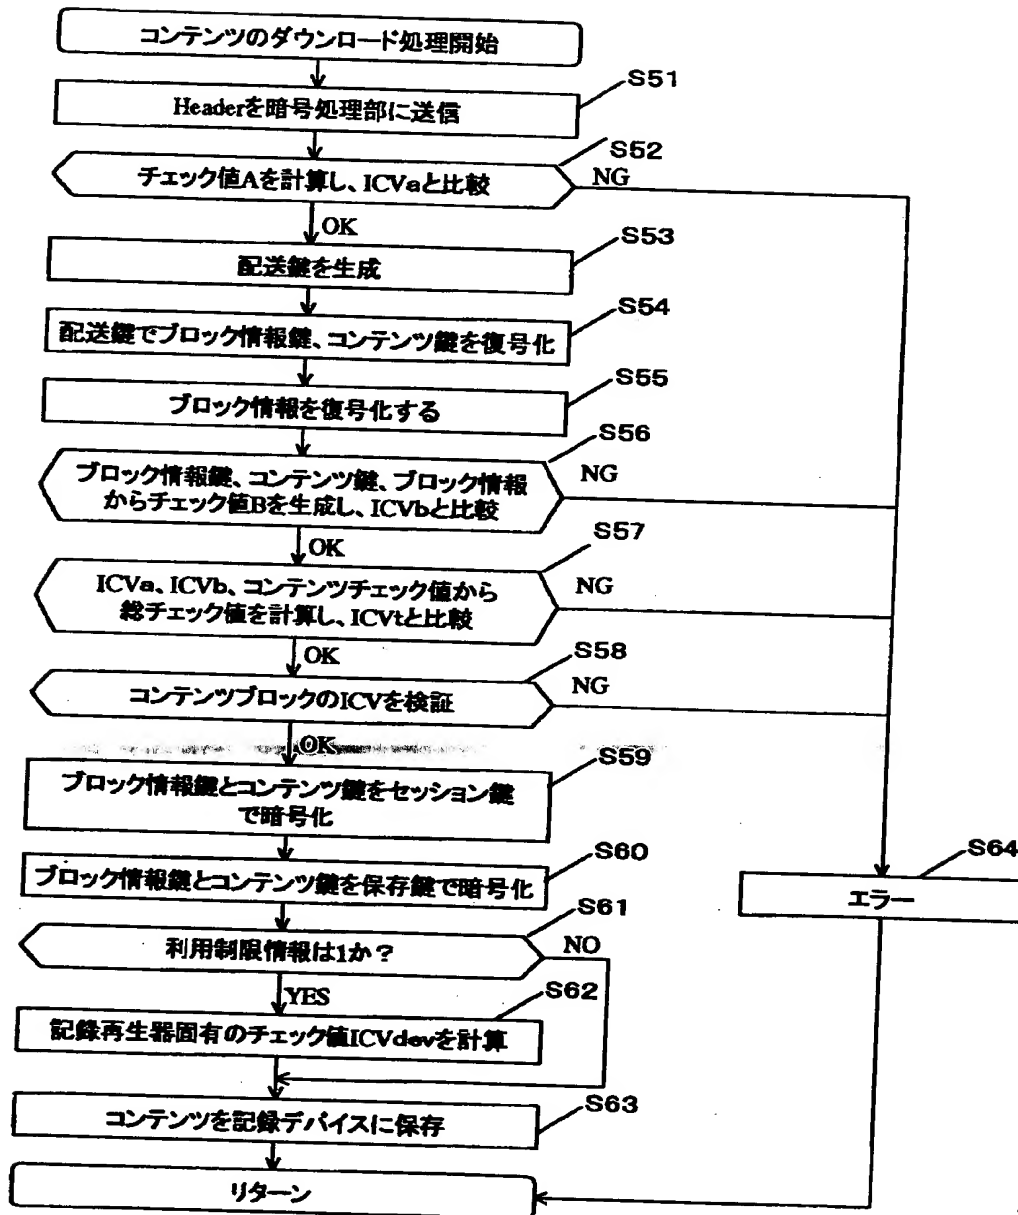 コンテンツのダウンロード処理開始
S51
Headerを暗号処理部に送信
S52
チェック値Aを計算し、ICVaと比較
NG
OK
S53
配送鍵を生成
S54
配送鍵でブロック情報鍵、コンテンツ鍵を復号化
S55
ブロック情報を復号化する
S56
ブロック情報鍵、コンテンツ鍵、ブロック情報
からチェック値Bを生成し、ICVbと比較
NG
OK
S57
ICVa、ICVb、コンテンツチェック値から
総チェック値を計算し、ICVtと比較
NG
OK
S58
コンテンツブロックのICVを検証
NG
OK
S59
ブロック情報鍵とコンテンツ鍵をセッション鍵
で暗号化
S60
ブロック情報鍵とコンテンツ鍵を保存鍵で暗号化
S64
エラー
S61
利用制限情報は1か?
NO
YES
S62
記録再生器固有のチェック値ICVdevを計算
S63
コンテンツを記録デバイスに保存
リターン